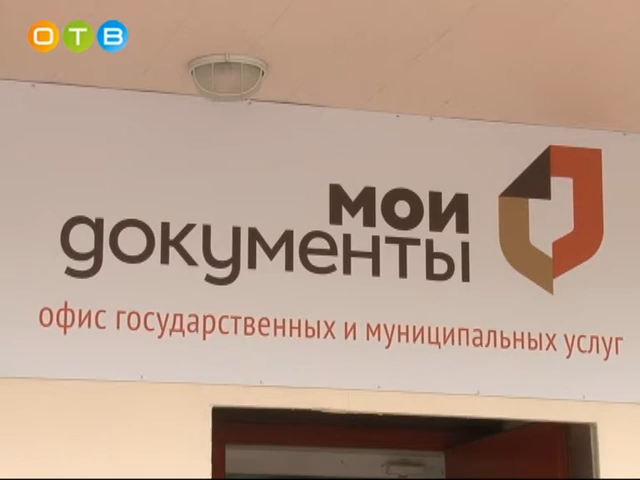 ОТВ
мои
документы
офис государственных и муниципальных услуг